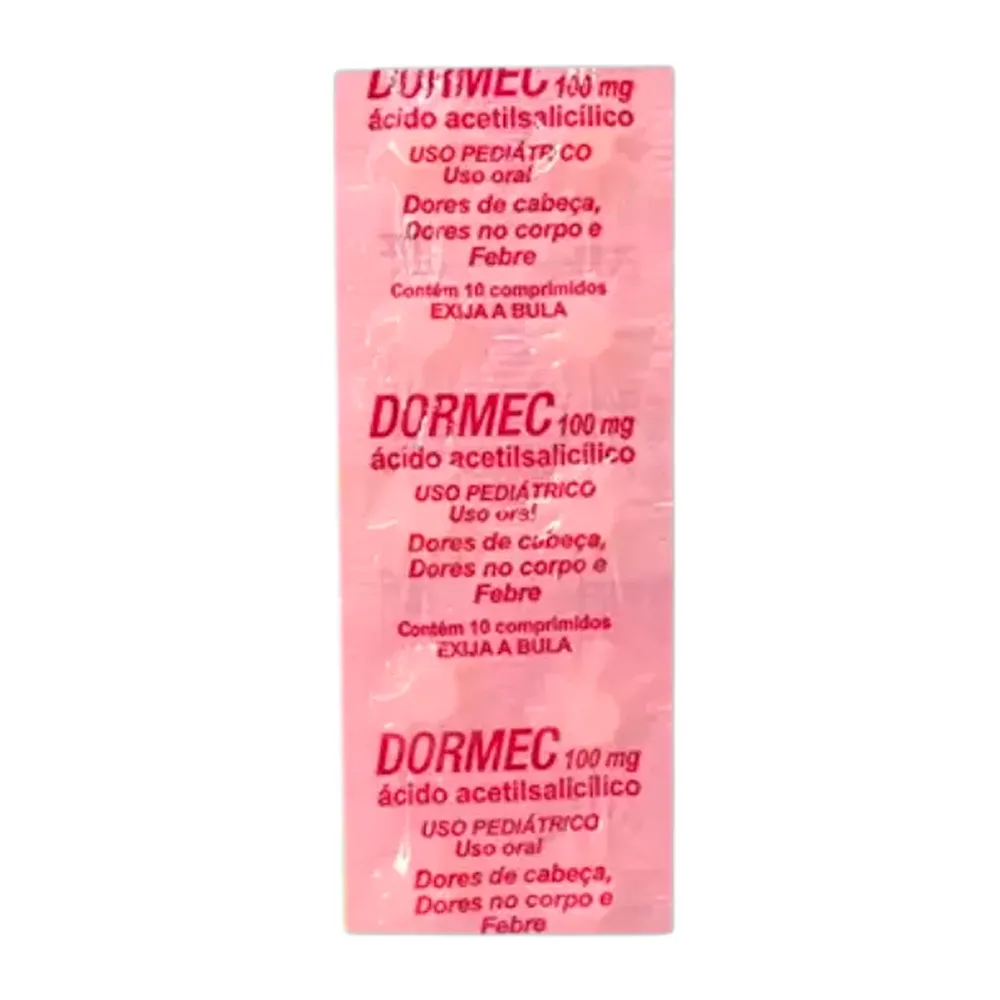 DORMEC 100 mg
ácido acetilsalicílico
USO PEDIÁTRICO
Uso oral
Dores de cabeça,
Dores no corpo e
Febre
Contém 10 comprimidos
EXIJA A BULA
DORMEC 100 mg
ácido acetilsalicílico
USO PEDIÁTRICO
Uso oral
Dores de cabeça,
Dores no corpo e
Febre
Contém 10 comprimidos
EXIJA A BULA
DORMEC 100 mg
ácido acetilsalicílico
USO PEDIÁTRICO
Uso oral
Dores de cabeça,
Dores no corpo e
Febre